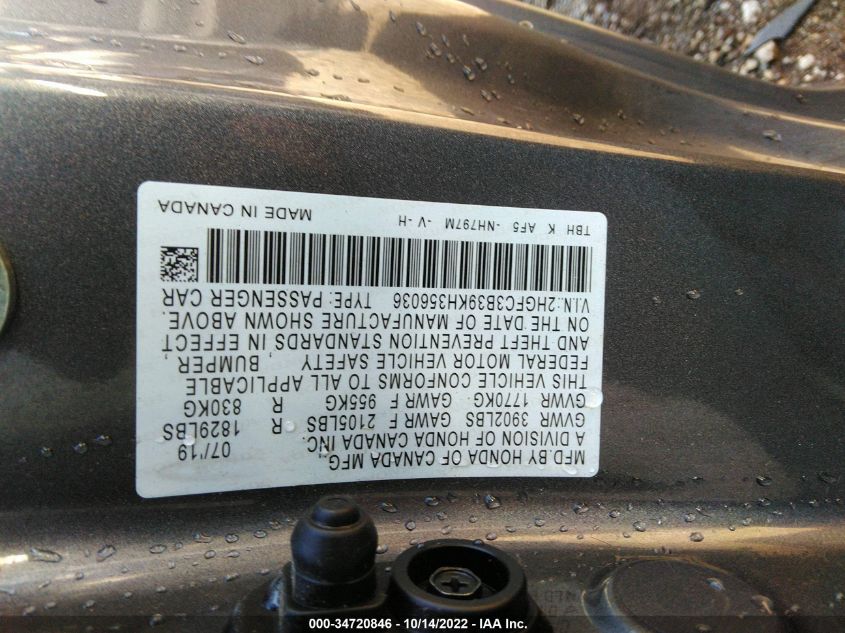 MFD. BY HONDA OF CANADA MFG.
A DIVISION OF HONDA CANADA INC. 07/'19
GVWR 3902LBS GAWR F 2105LBS R 1829LBS
GVWR 1770KG GAWR F 955KG R 830KG
THIS VEHICLE CONFORMS TO ALL APPLICABLE
FEDERAL MOTOR VEHICLE SAFETY , BUMPER,
AND THEFT PREVENTION STANDARDS IN EFFECT
ON THE DATE OF MANUFACTURE SHOWN ABOVE.
V.I.N.:2HGFC3B39KH356036 TYPE: PASSENGER CAR
TBH K AF5 -NH797M -V -H MADE IN CANADA
000-34720846 - 10/14/2022 - IAA Inc.